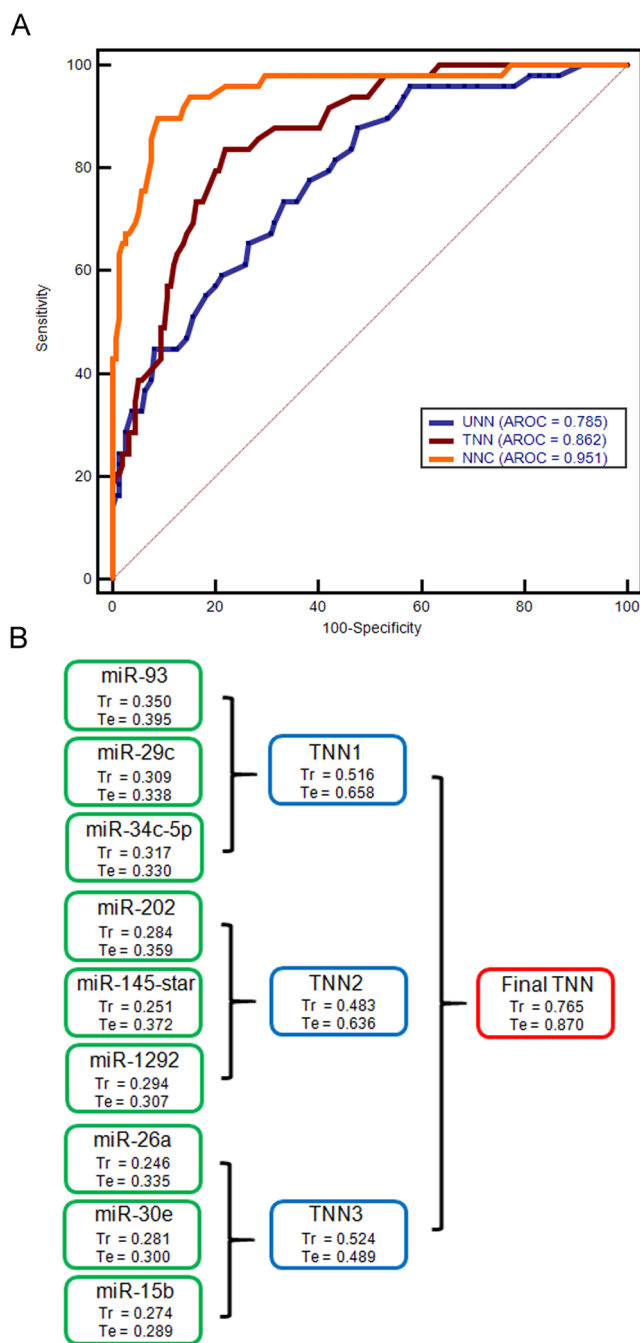 A
100
80
60
40
20
0
Sensitivity
UNN (AROC = 0.785)
TNN (AROC = 0.862)
NNC (AROC = 0.951)
0 20 40 60 80 100
100-Specificity
B
miR-93
Tr = 0.350
Te = 0.395
miR-29c
Tr = 0.309
Te = 0.338
miR-34c-5p
Tr = 0.317
Te = 0.330
TNN1
Tr = 0.516
Te = 0.658
miR-202
Tr = 0.284
Te = 0.359
miR-145-star
Tr = 0.251
Te = 0.372
miR-1292
Tr = 0.294
Te = 0.307
TNN2
Tr = 0.483
Te = 0.636
miR-26a
Tr = 0.246
Te = 0.335
miR-30e
Tr = 0.281
Te = 0.300
miR-15b
Tr = 0.274
Te = 0.289
TNN3
Tr = 0.524
Te = 0.489
Final TNN
Tr = 0.765
Te = 0.870